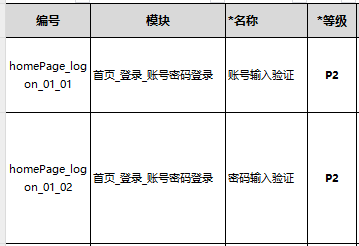 编号 模块 *名称 *等级
homePage_log
on_01_01
首页_登录_账号密码登录 账号输入验证 P2
homePage_log
on_01_02
首页_登录_账号密码登录 密码输入验证 P2